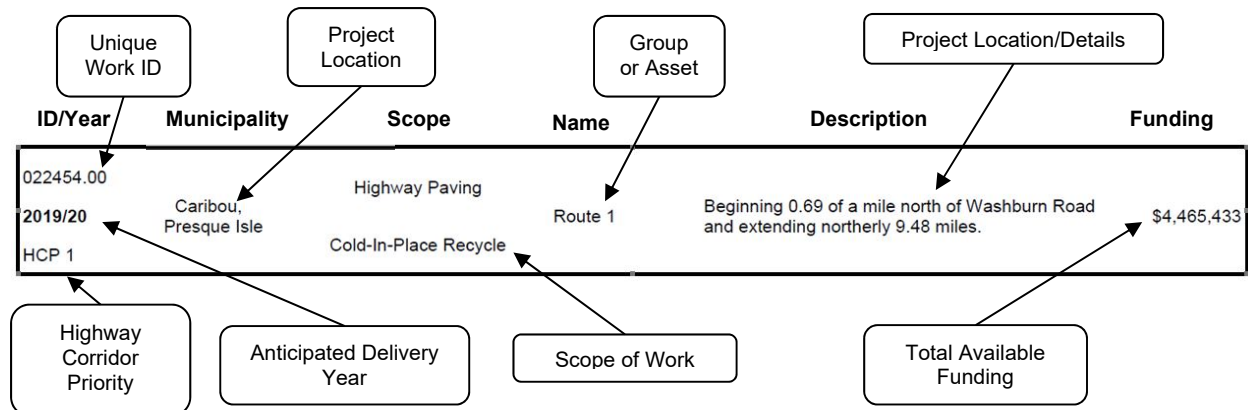 Unique
Work ID
Project
Location
Group
or Asset
Project Location/Details
ID/Year Municipality Scope Name Description Funding
022454.00
2019/20
HCP 1
Caribou,
Presque Isle
Highway Paving
Cold-In-Place Recycle
Route 1
Beginning 0.69 of a mile north of Washburn Road
and extending northerly 9.48 miles.
$4,465,433
Highway
Corridor
Priority
Anticipated Delivery
Year
Scope of Work
Total Available
Funding